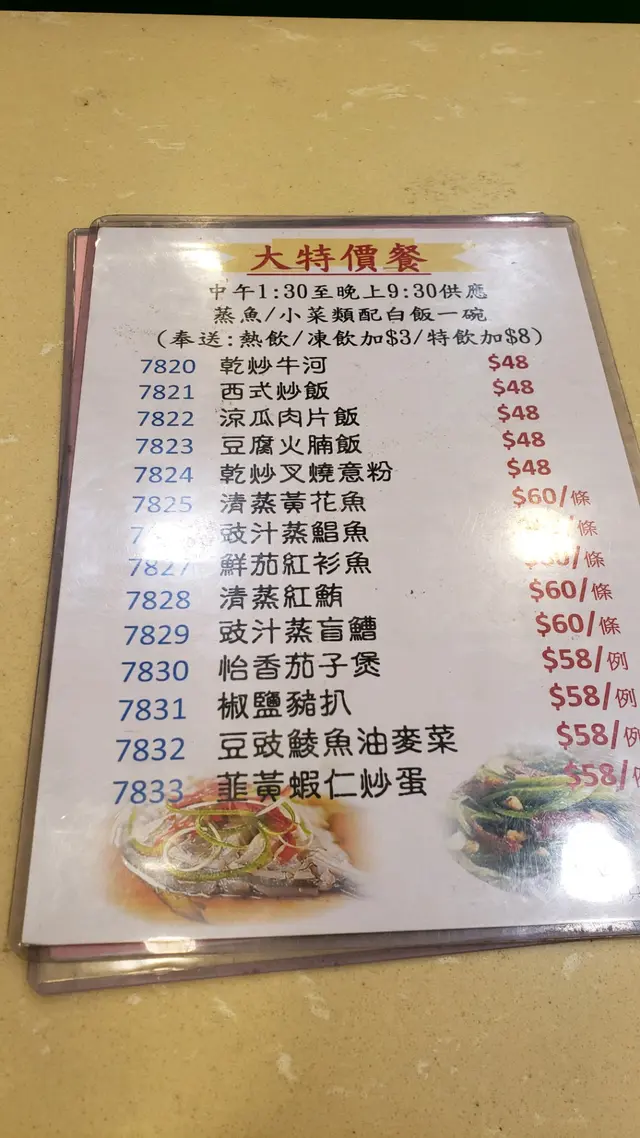 大特價餐
中午1:30至晚上9:30供應
蒸魚/小菜類配白飯一碗
(奉送:熱飲/凍飲加$3/特飲加$8)
7820 乾炒牛河 $48
7821 西式炒飯 $48
7822 涼瓜肉片飯 $48
7823 豆腐火腩飯 $48
7824 乾炒叉燒意粉 $48
7825 清蒸黃花魚 $60/條
豉汁蒸鯧魚 /條
7827 鮮茄紅衫魚 /條
7828 清蒸紅鮪 $60/條
7829 豉汁蒸盲鰽 $60/條
7830 怡香茄子煲 $58/例
7831 椒鹽豬扒 $58/例
7832 豆豉鯪魚油麥菜 $58/例
7833 韮黃蝦仁炒蛋 $58/